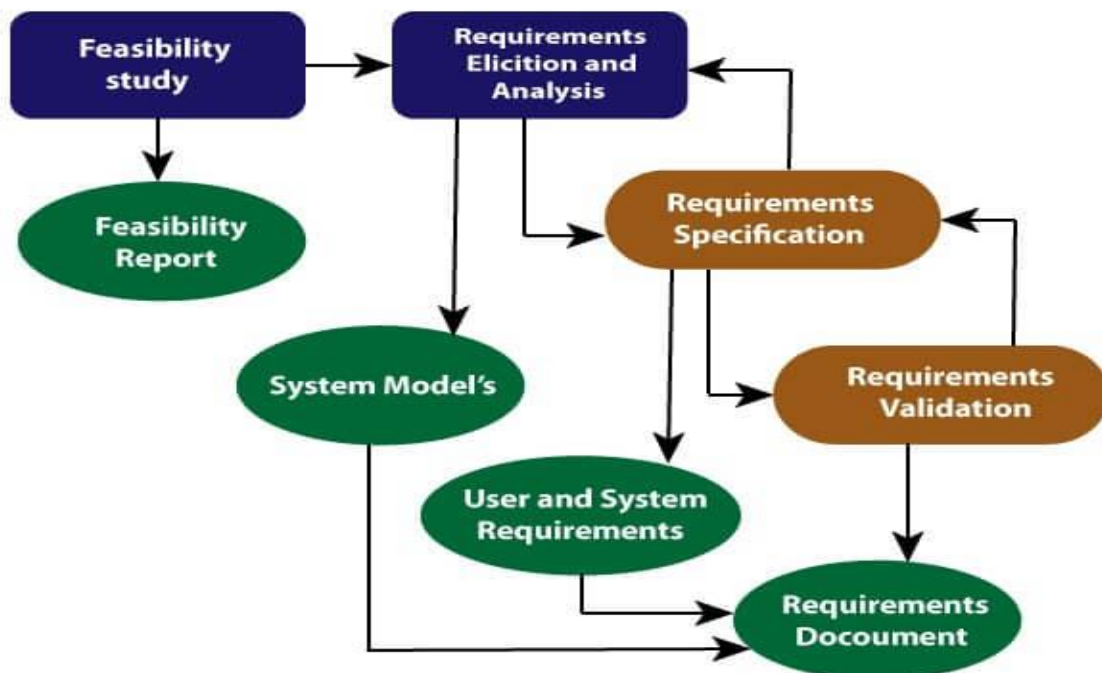 Feasibility
study
Requirements
Elicition and
Analysis
Feasibility
Report
Requirements
Specification
System Model's
Requirements
Validation
User and System
Requirements
Requirements
Docoument